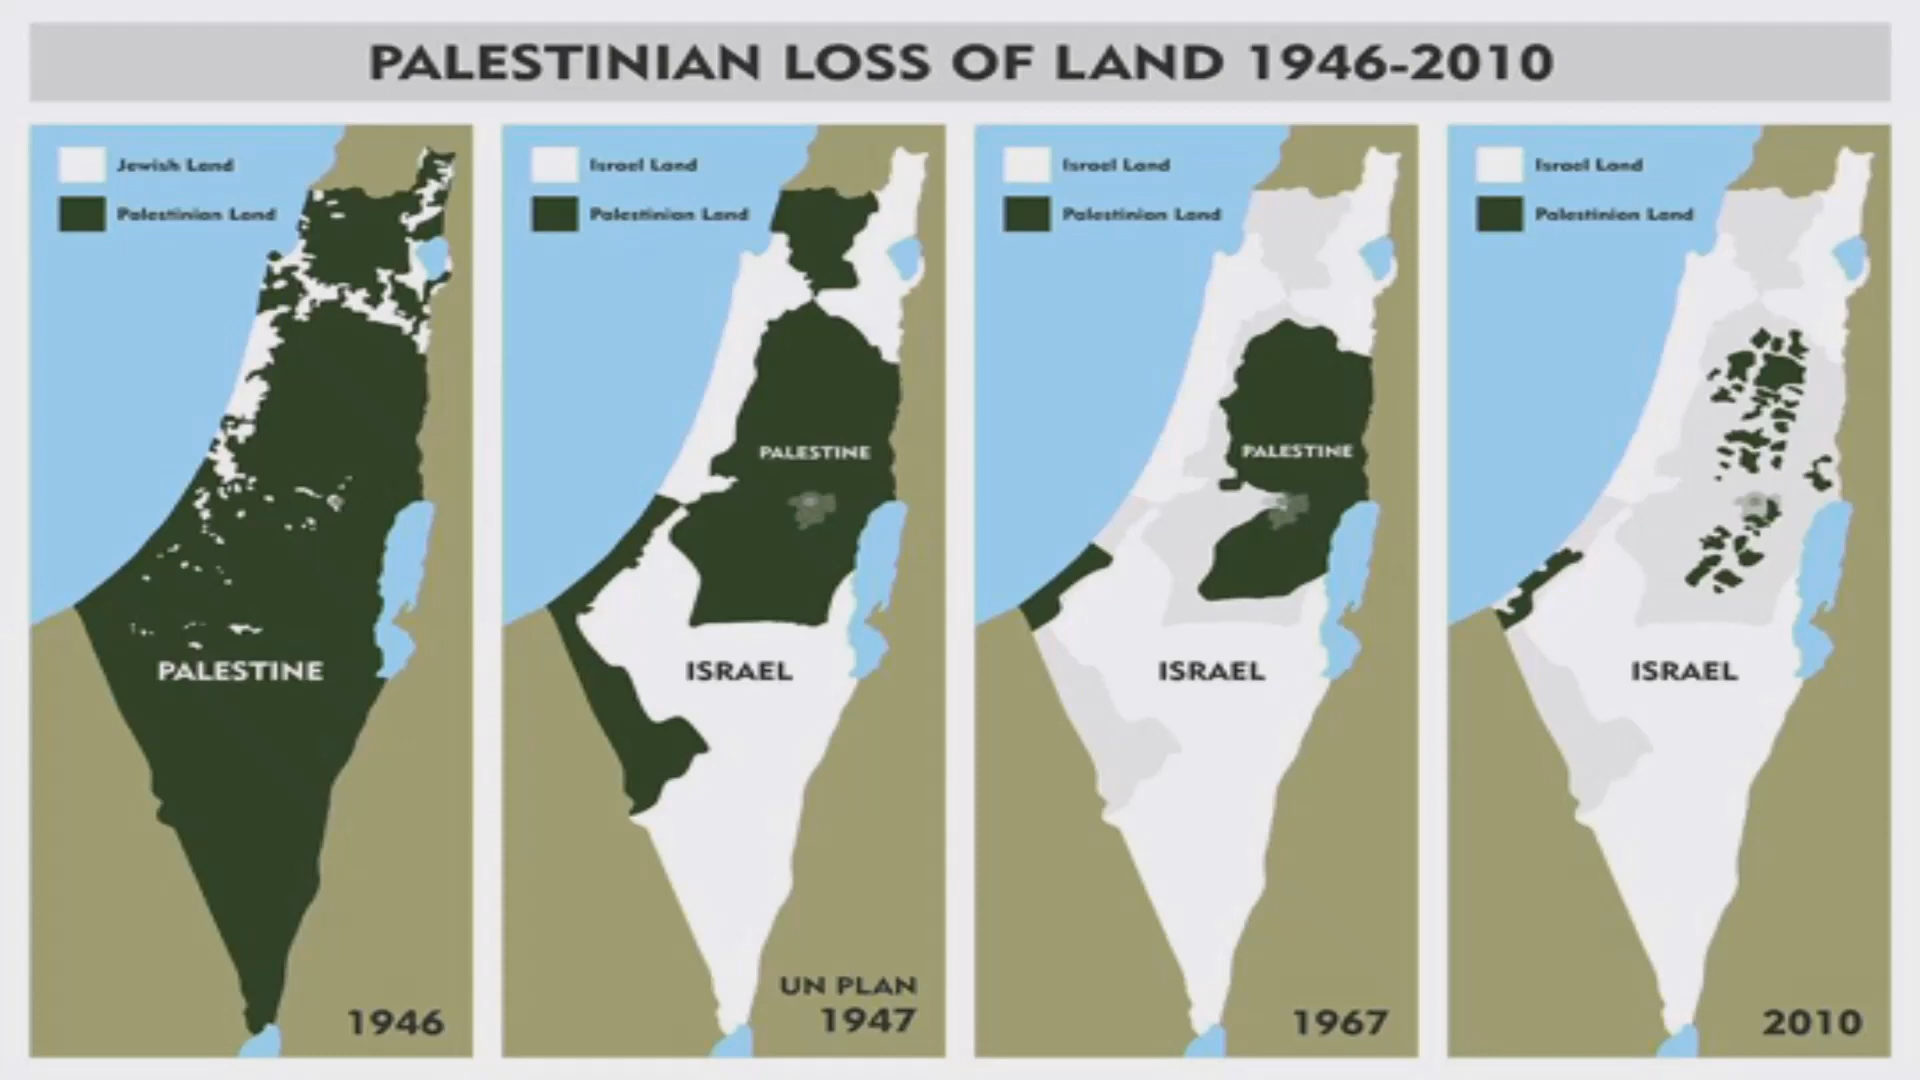 PALESTINIAN LOSS OF LAND 1946-2010
Jewish Land
Palestinian Land
PALESTINE
1946
Israel Land
Palestinian Land
PALESTINE
ISRAEL
UN PLAN
1947
Israel Land
Palestinian Land
PALESTINE
ISRAEL
1967
Israel Land
Palestinian Land
ISRAEL
2010